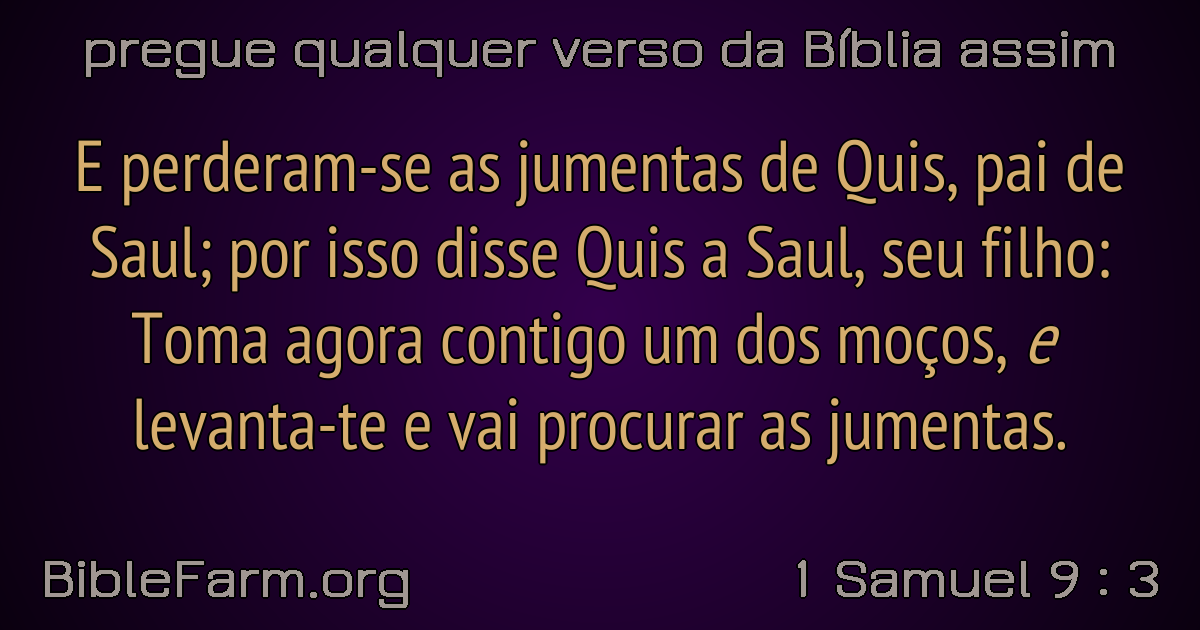 pregue qualquer verso da Bíblia assim
E perderam-se as jumentas de Quis, pai de
Saul; por isso disse Quis a Saul, seu filho:
Toma agora contigo um dos moços, e
levanta-te e vai procurar as jumentas.
BibleFarm.org
1 Samuel 9 : 3